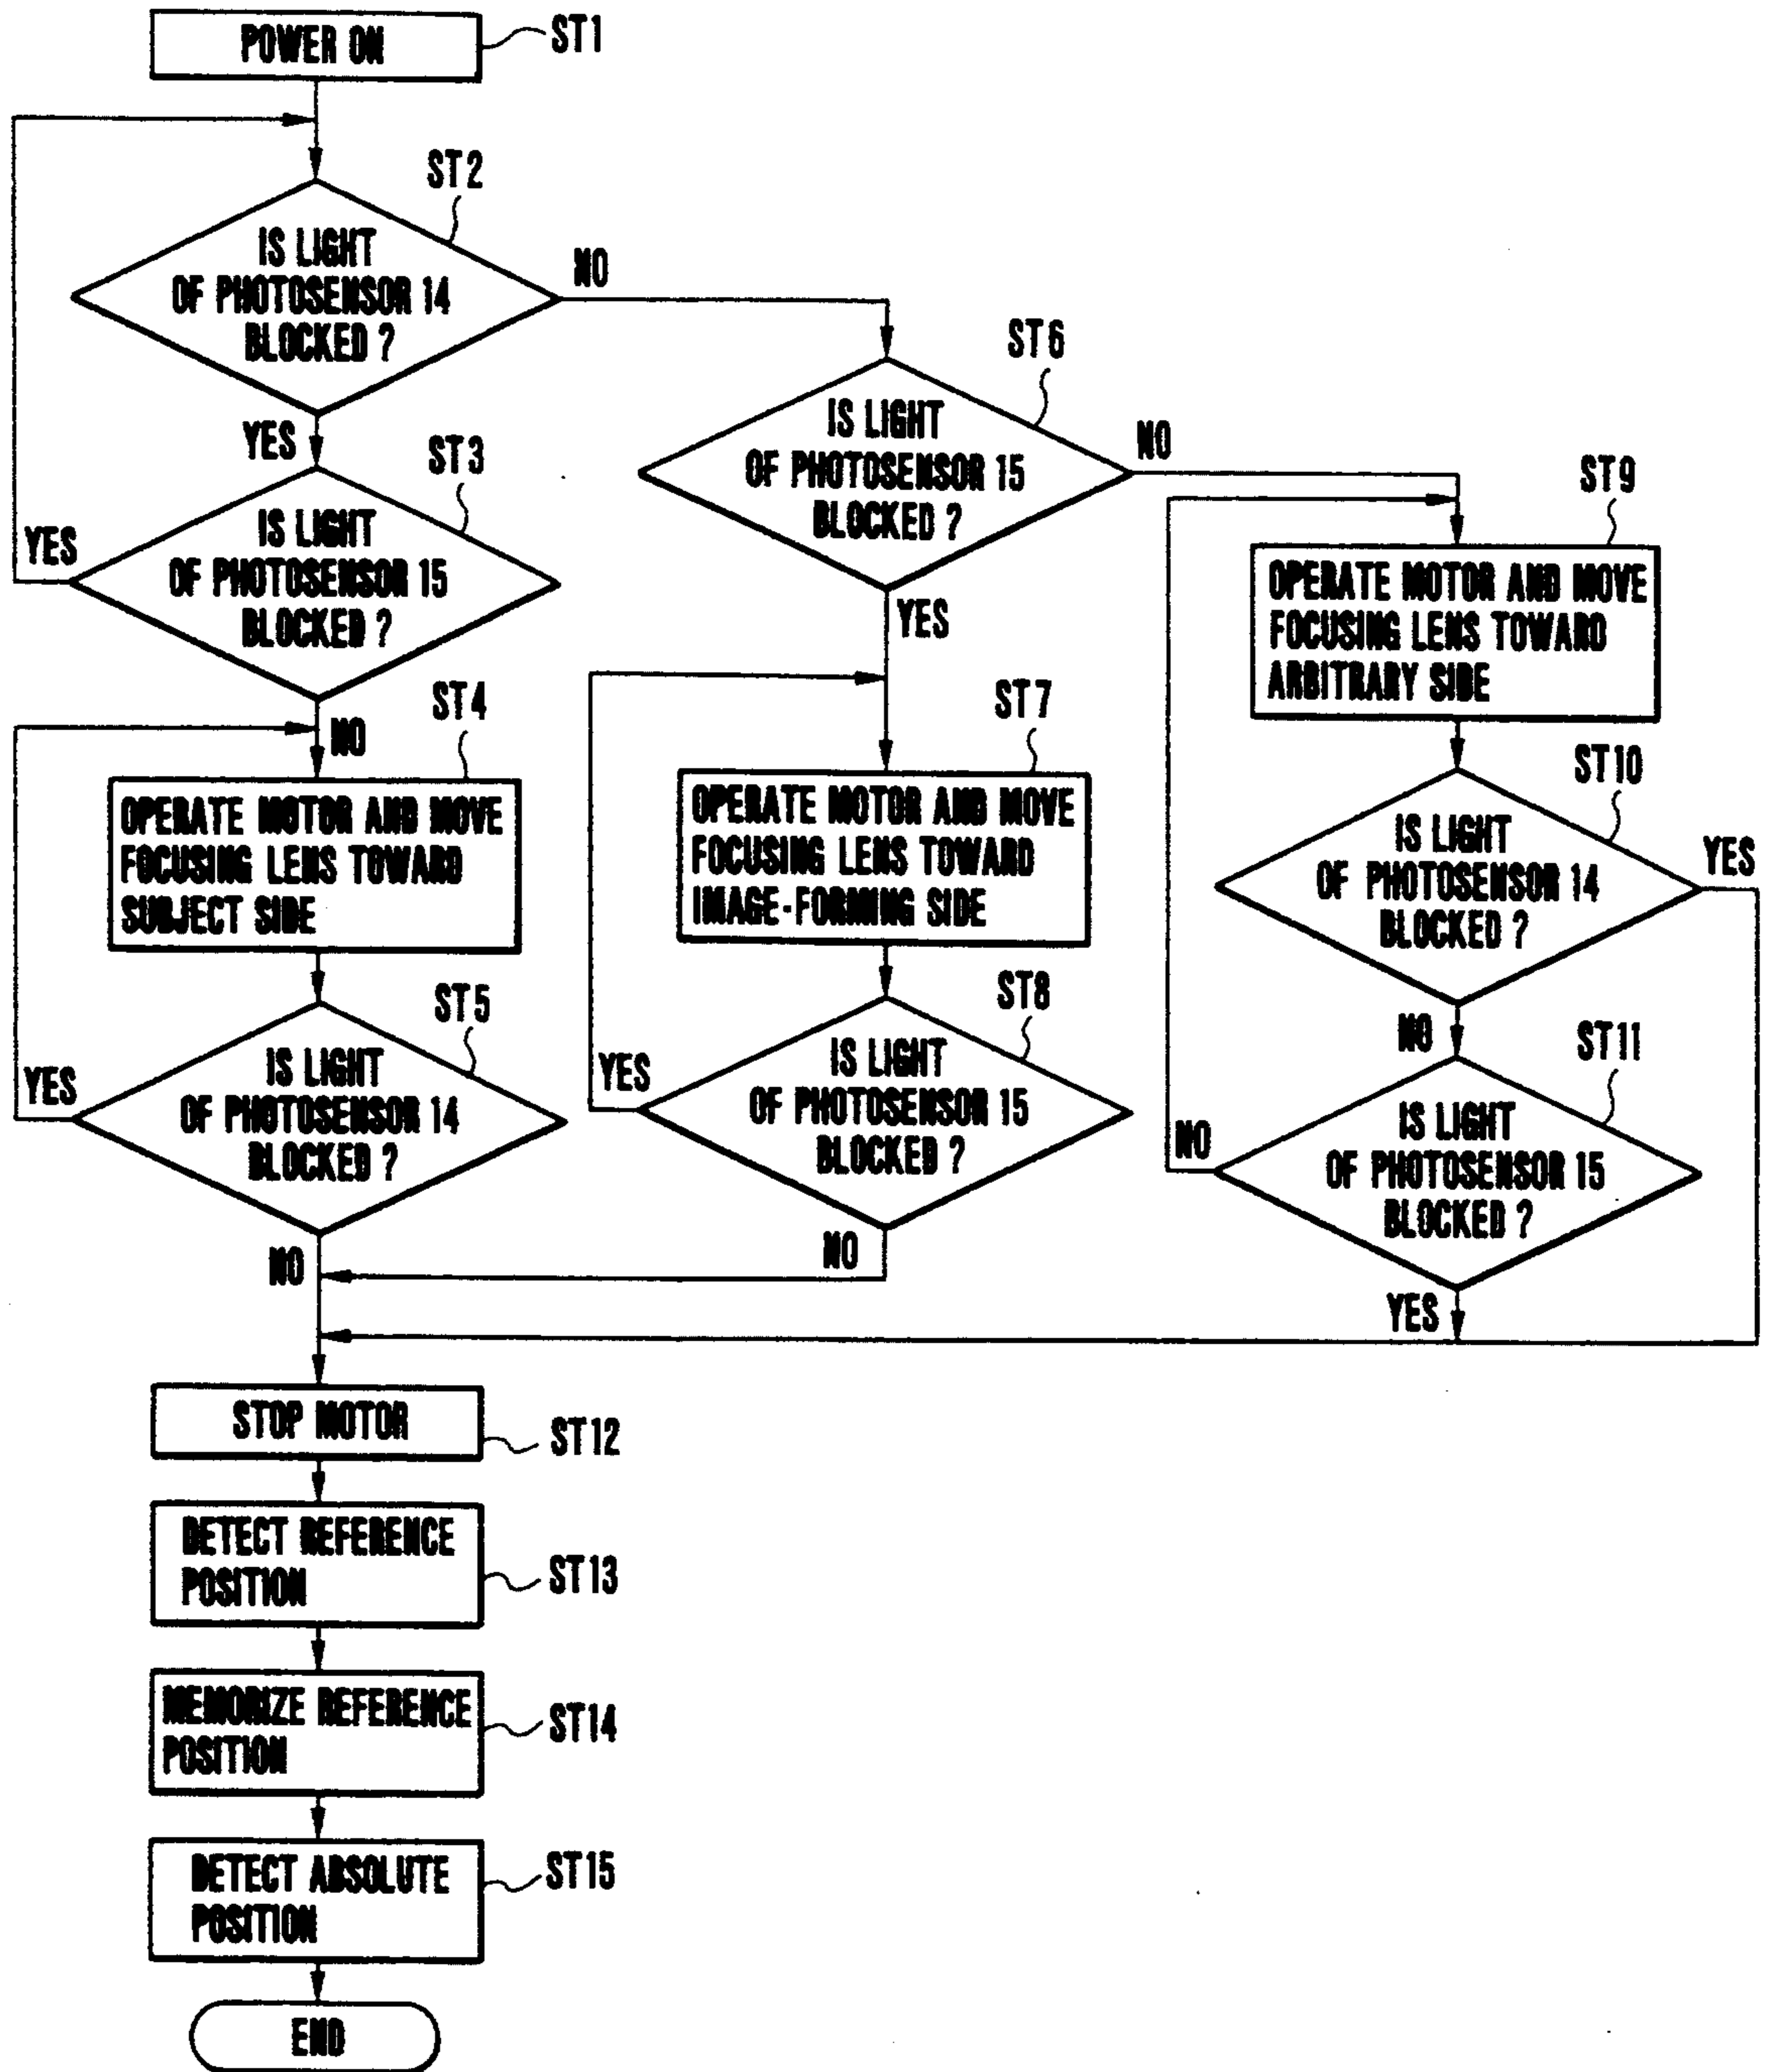 POWER ON
ST1
ST2
IS LIGHT
OF PHOTOSENSOR 14
BLOCKED ?
NO
YES
ST3
IS LIGHT
OF PHOTOSENSOR 15
BLOCKED ?
YES
NO
ST4
OPERATE MOTOR AND MOVE
FOCUSING LENS TOWARD
SUBJECT SIDE
ST5
IS LIGHT
OF PHOTOSENSOR 14
BLOCKED ?
YES
NO
ST6
IS LIGHT
OF PHOTOSENSOR 15
BLOCKED ?
NO
YES
ST7
OPERATE MOTOR AND MOVE
FOCUSING LENS TOWARD
IMAGE-FORMING SIDE
ST8
IS LIGHT
OF PHOTOSENSOR 15
BLOCKED ?
YES
NO
ST9
OPERATE MOTOR AND MOVE
FOCUSING LENS TOWARD
ARBITRARY SIDE
ST10
IS LIGHT
OF PHOTOSENSOR 14
BLOCKED ?
YES
NO
ST11
IS LIGHT
OF PHOTOSENSOR 15
BLOCKED ?
NO
YES
STOP MOTOR
ST12
DETECT REFERENCE
POSITION
ST13
MEMORIZE REFERENCE
POSITION
ST14
DETECT ABSOLUTE
POSITION
ST15
END